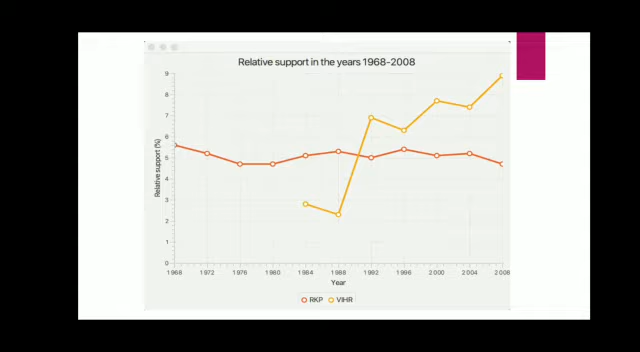 Relative support in the years 1968-2008
9
8
7
6
5
4
3
2
1
0
Relative support (%)
1968 1972 1976 1980 1984 1988 1992 1996 2000 2004 2008
Year
RKP VIHR